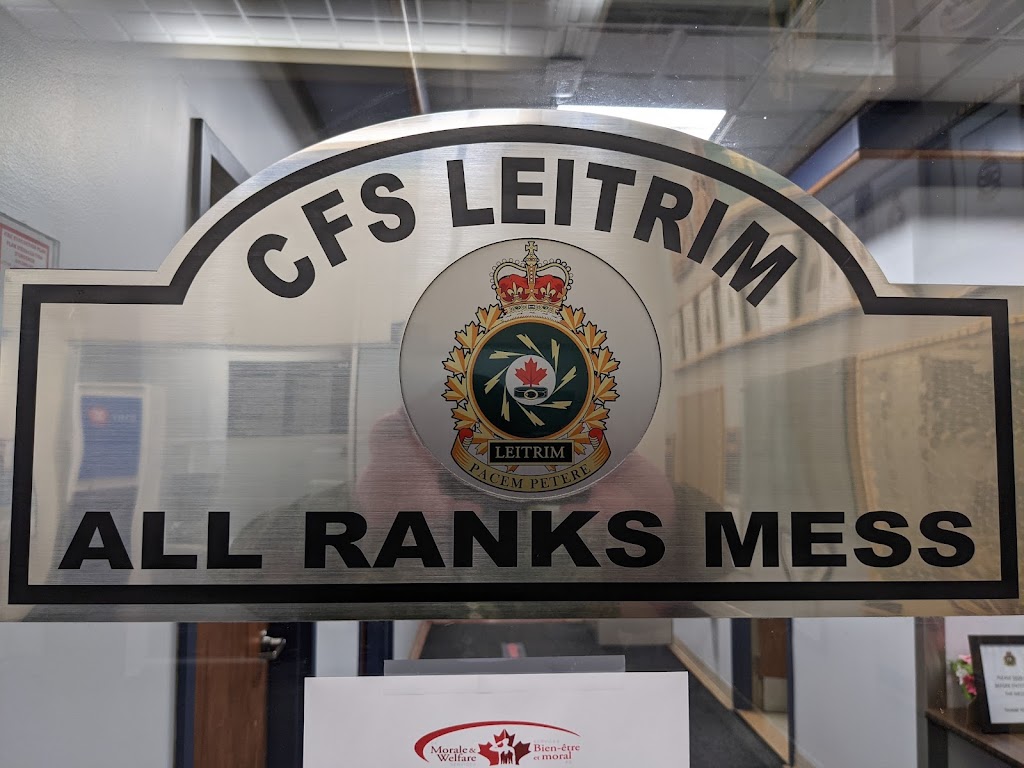 CFS LEITRIM
LEITRIM
PACEM PETERE
ALL RANKS MESS
Morale & Bien-être
Welfare et moral